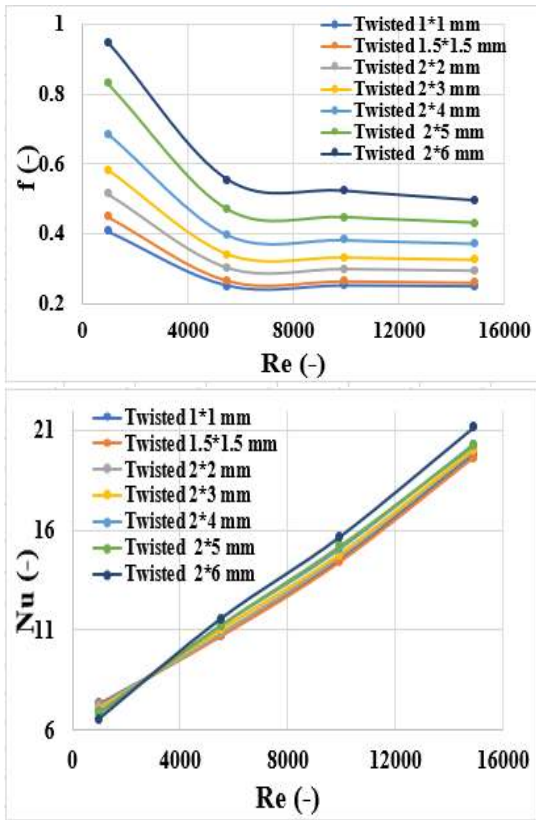 1
0.8
0.6
0.4
0.2
f (-)
Twisted 1*1 mm
Twisted 1.5*1.5 mm
Twisted 2*2 mm
Twisted 2*3 mm
Twisted 2*4 mm
Twisted 2*5 mm
Twisted 2*6 mm
0 4000 8000 12000 16000
Re (-)
21
16
11
6
Nu (-)
Twisted 1*1 mm
Twisted 1.5*1.5 mm
Twisted 2*2 mm
Twisted 2*3 mm
Twisted 2*4 mm
Twisted 2*5 mm
Twisted 2*6 mm
0 4000 8000 12000 16000
Re (-)